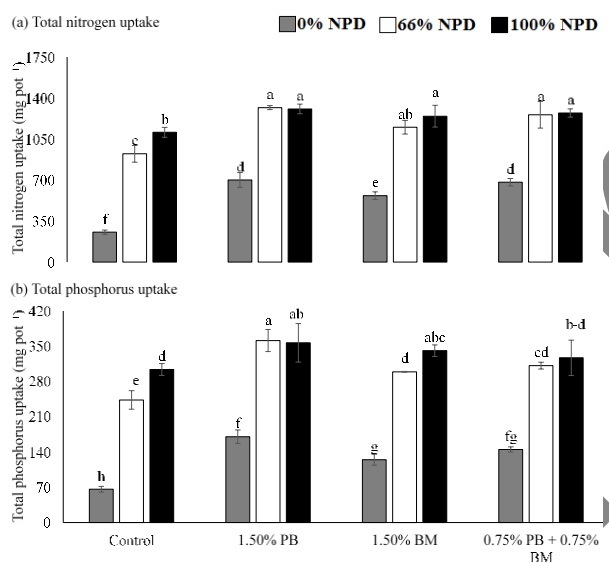 (a) Total nitrogen uptake
0% NPD 66% NPD 100% NPD
Total nitrogen uptake (mg pot ⁻¹)
1750
1400
1050
700
350
0
f c b
d a a
e ab a
d a a
(b) Total phosphorus uptake
Total phosphorus uptake (mg pot ⁻¹)
420
350
280
210
140
70
0
h e d
f a ab
g d abc
fg cd b-d
Control 1.50% PB 1.50% BM 0.75% PB + 0.75%
BM